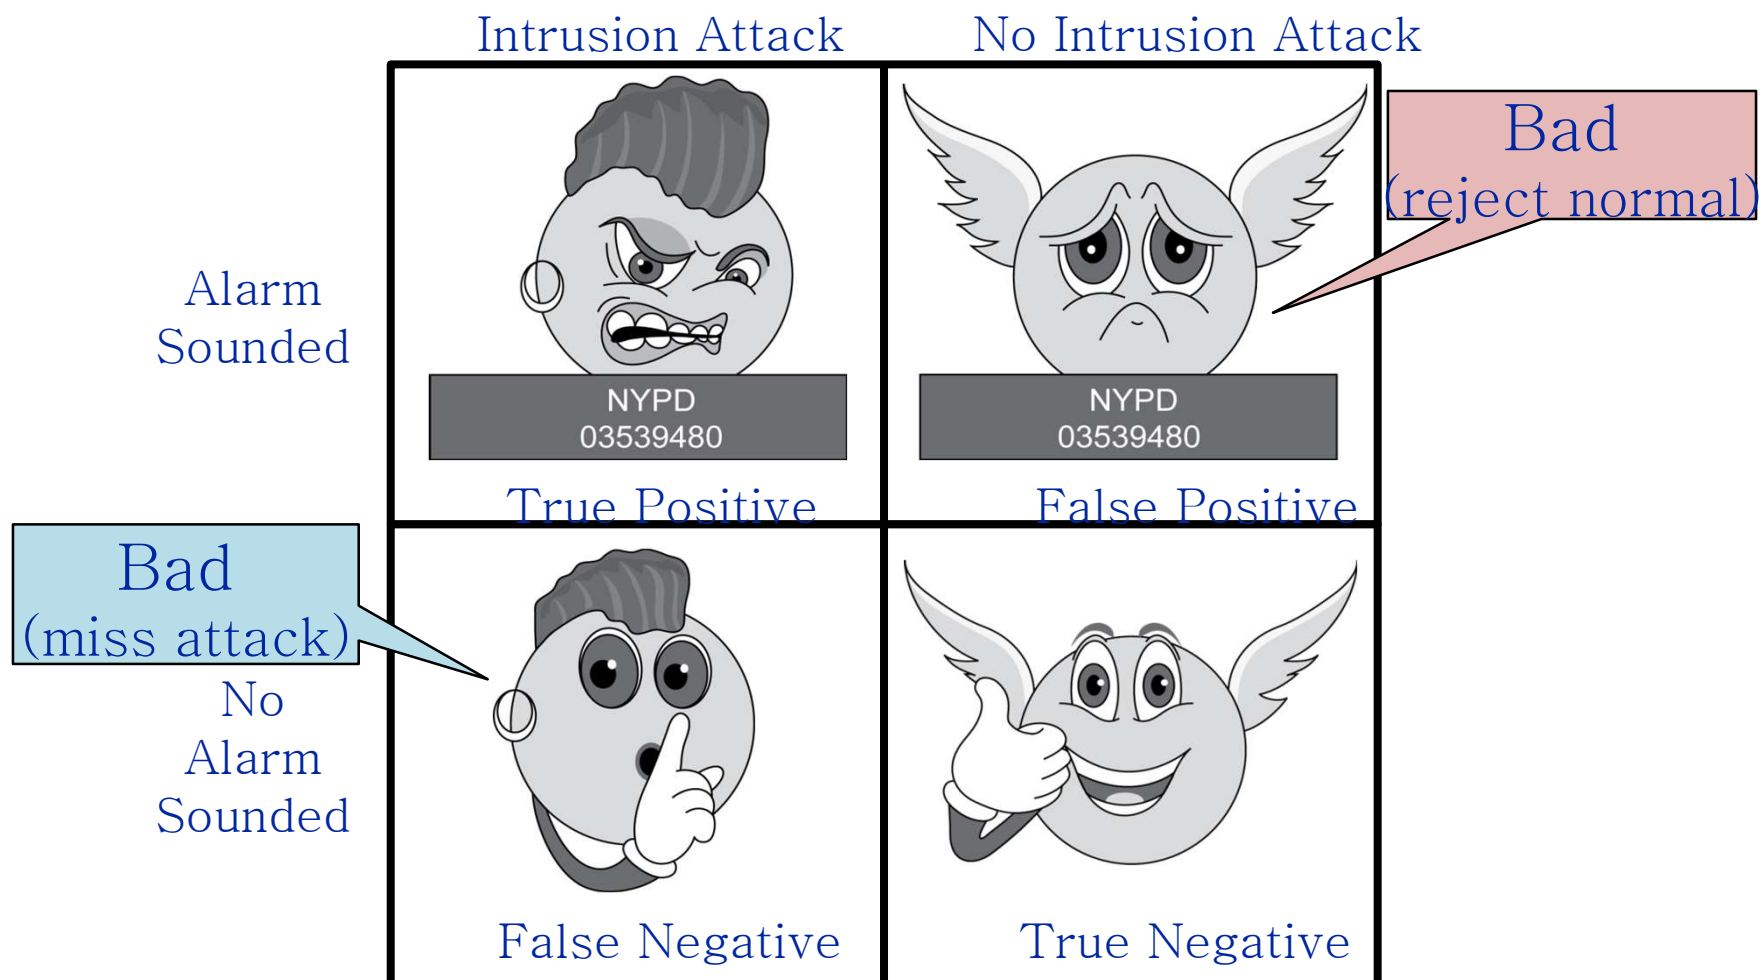 Intrusion Attack
No Intrusion Attack
Bad
(reject normal)
Alarm
Sounded
NYPD
03539480
NYPD
03539480
True Positive
False Positive
Bad
(miss attack)
No
Alarm
Sounded
False Negative
True Negative